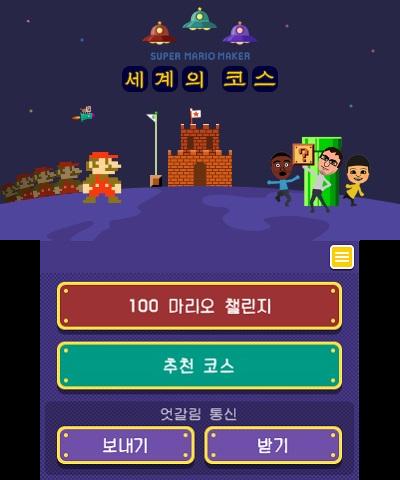 SUPER MARIO MAKER
세계의 코스
?
100 마리오 챌린지
추천 코스
엇갈림 통신
보내기
받기